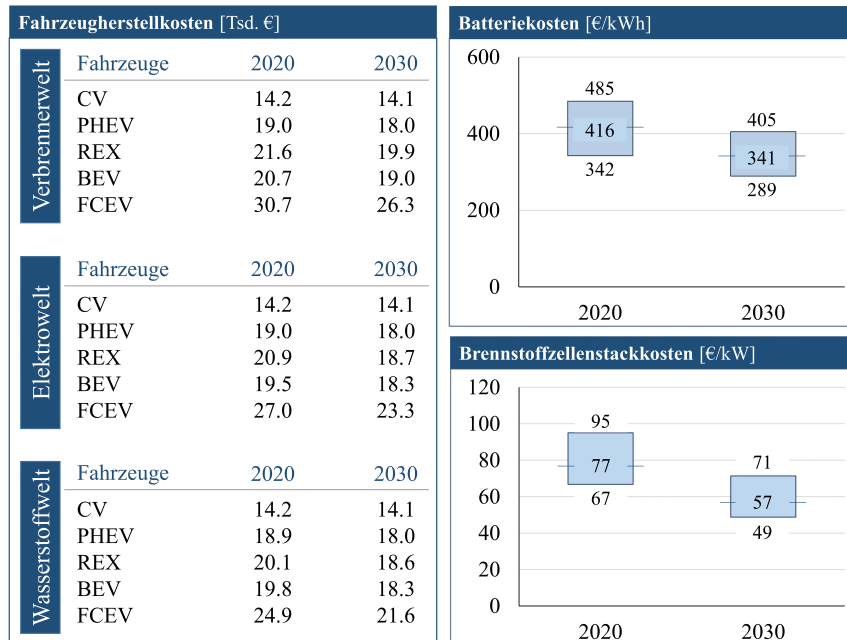 Fahrzeugherstellkosten [Tsd. €]
Verbrennerwelt
Fahrzeuge 2020 2030
CV 14.2 14.1
PHEV 19.0 18.0
REX 21.6 19.9
BEV 20.7 19.0
FCEV 30.7 26.3
Elektrowelt
Fahrzeuge 2020 2030
CV 14.2 14.1
PHEV 19.0 18.0
REX 20.9 18.7
BEV 19.5 18.3
FCEV 27.0 23.3
Wasserstoffwelt
Fahrzeuge 2020 2030
CV 14.2 14.1
PHEV 18.9 18.0
REX 20.1 18.6
BEV 19.8 18.3
FCEV 24.9 21.6
Batteriekosten [€/kWh]
600
485
405
400
416
341
342
289
200
0
2020 2030
Brennstoffzellenstackkosten [€/kW]
120
100
95
80
77
71
67
60
57
49
40
20
0
2020 2030